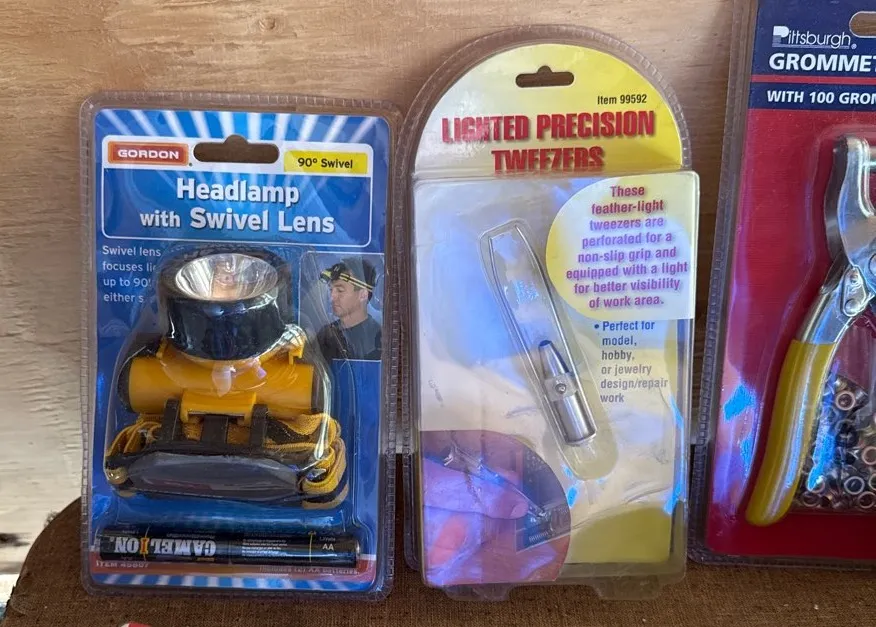 GORDON
90° Swivel
Headlamp
with Swivel Lens
Swivel lens
focuses
up to 90°
either s
CAMELION
AA
Item 99592
LIGHTED PRECISION
TWEEZERS
These
feather-light
tweezers are
perforated for a
non-slip grip and
equipped with a light
for better visibility
of work area.
• Perfect for
model,
hobby,
or jewelry
design/repair
work
Pittsburgh®
GROMMET
WITH 100 GROM